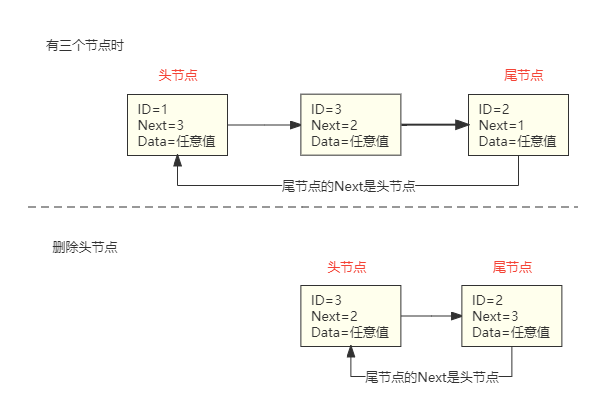 有三个节点时
头节点
尾节点
ID=1
Next=3
Data=任意值
ID=3
Next=2
Data=任意值
ID=2
Next=1
Data=任意值
尾节点的Next是头节点
删除头节点
头节点
尾节点
ID=3
Next=2
Data=任意值
ID=2
Next=3
Data=任意值
尾节点的Next是头节点